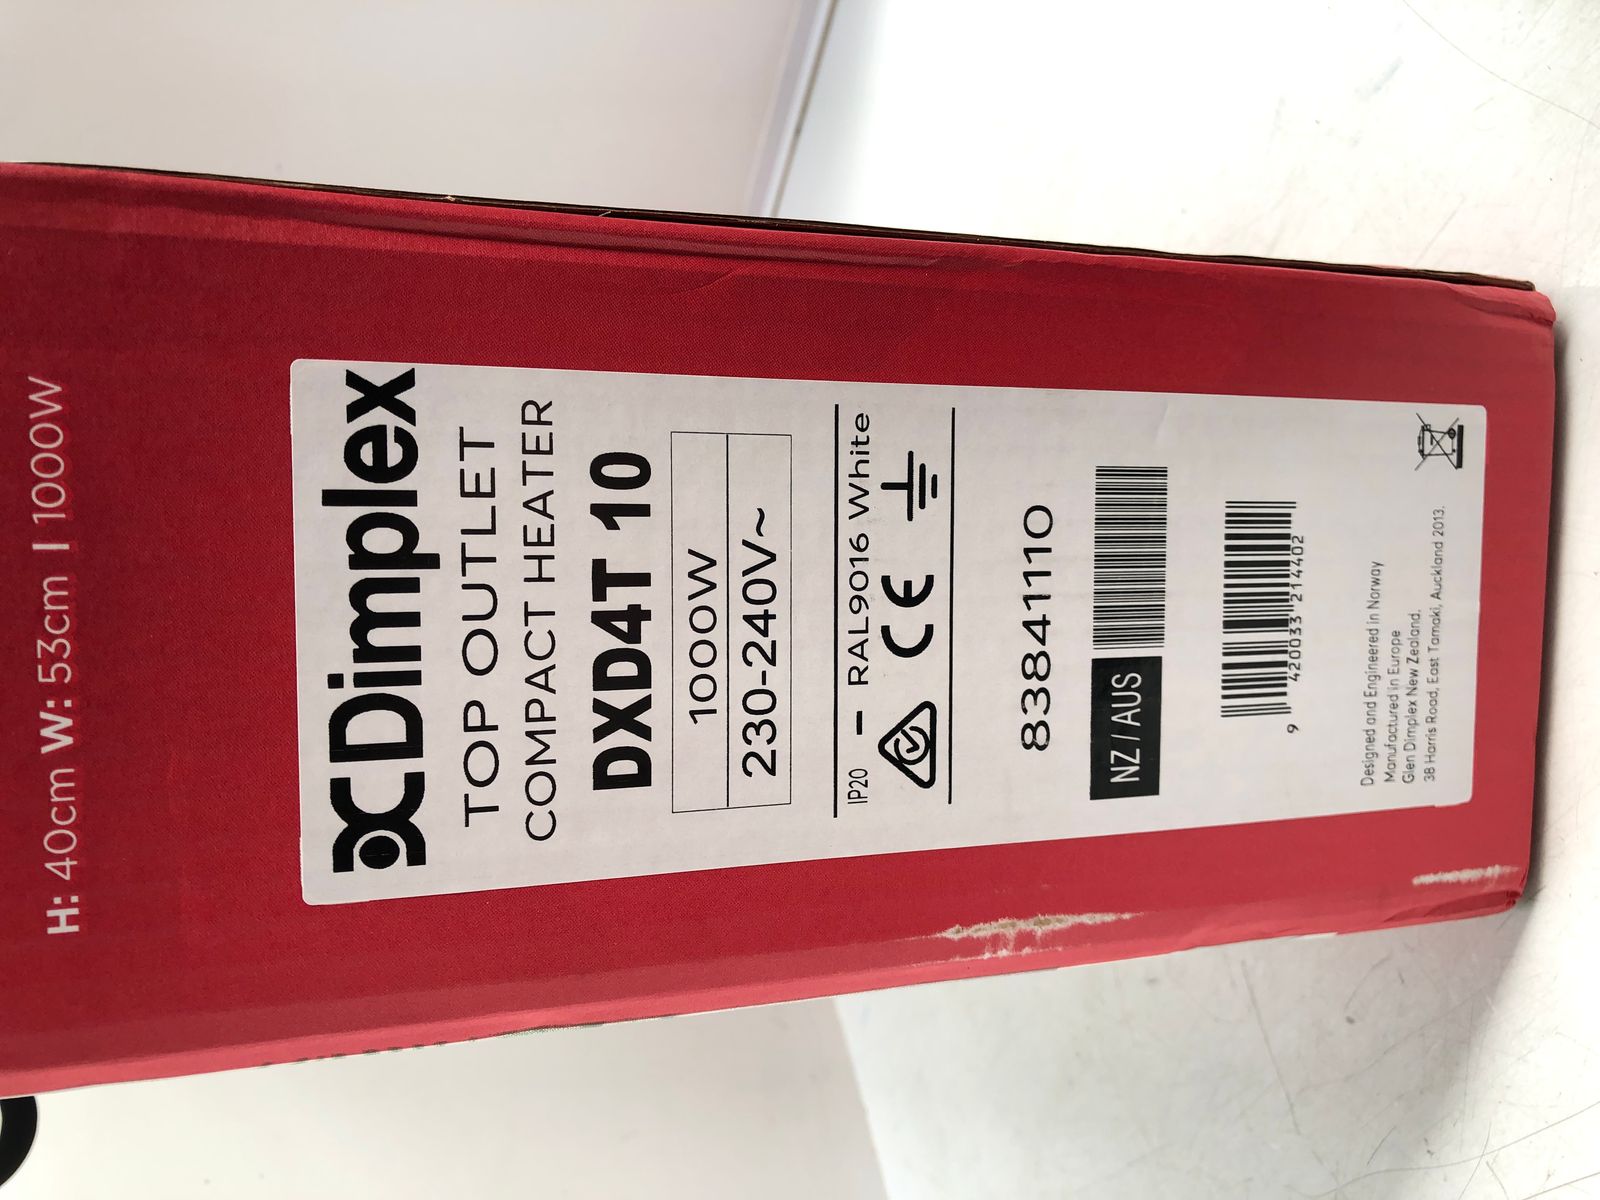 H: 40cm W: 53cm | 1000W
Dimplex
TOP OUTLET
COMPACT HEATER
DXD4T 10
1000W
230-240V~
IP20 – RAL9016 White
CE
8384110
NZ / AUS
9 420033 214402
Designed and Engineered in Norway
Manufactured in Europe
Glen Dimplex New Zealand.
38 Harris Road, East Tamaki, Auckland 2013.